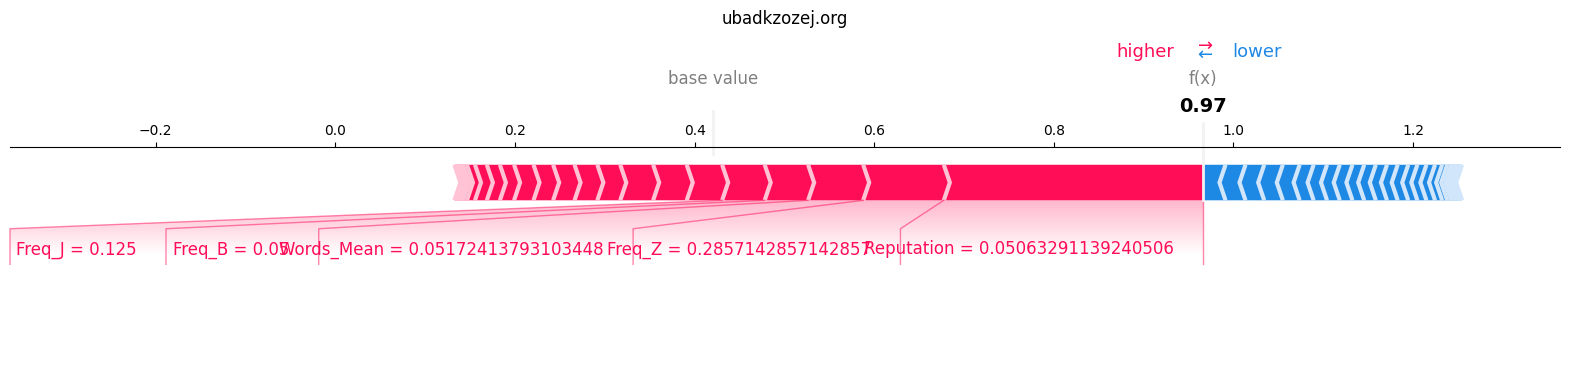 ubadkzozej.org
higher ⇄ lower
base value f(x)
0.97
−0.2 0.0 0.2 0.4 0.6 0.8 1.0 1.2
Freq_J = 0.125 Freq_B = 0.05 Words_Mean = 0.05172413793103448 Freq_Z = 0.2857142857142857 Reputation = 0.05063291139240506